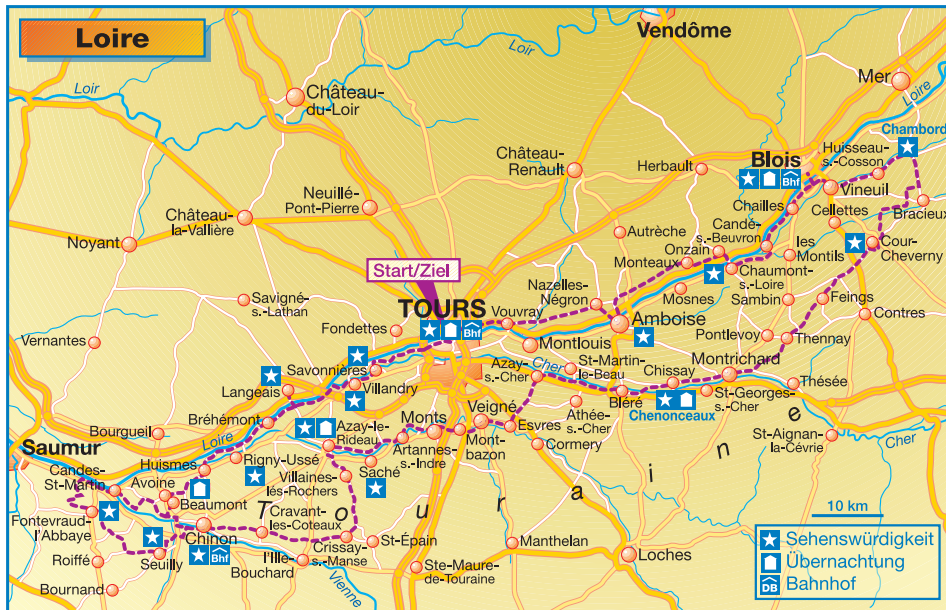 Loire
Vendôme
Mer
Loir
Loir
Loire
Château-
du-Loir
Chambord
Huisseau-
s.-Cosson
Château-
Renault
Herbault
Blois
Bhf
Vineuil
Neuillé-
Pont-Pierre
Chailles
Cellettes
Bracieux
Château-
la-Vallière
Noyant
Autrèche
Candé-
s.-Beuvron
Onzain
Monteaux
les
Montils
Cour-
Cheverny
Start/Ziel
Chaumont-
s.-Loire
Nazelles-
Négron
Mosnes
Sambin
Feings
Savigné-
s.-Lathan
TOURS
Vouvray
Contres
Fondettes
Bhf
Amboise
Pontlevoy
Thennay
Vernantes
Montlouis
Savonnières
Azay-
s.-Cher
Cher
St-Martin-
le-Beau
Chissay
Montrichard
Langeais
Villandry
Bléré
Chenonceaux
St-Georges-
s.-Cher
Thésée
Bréhémont
Veigné
Athée-
s.-Cher
Bourgueil
Loire
Azay-le-
Rideau
Monts
Mont-
bazon
Esvres
Cormery
St-Aignan-
la-Cévrie
Cher
Saumur
Artannes-
s.-Indre
Candes-
St-Martin
Huismes
Rigny-Ussé
Saché
Avoine
Villaines-
lés-Rochers
Beaumont
Touraine
Fontevraud-
l'Abbaye
Cravant-
les-Coteaux
Chinon
Bhf
10 km
Roiffé
Seuilly
l'Ille-
Bouchard
Crissay-
s.-Manse
St-Épain
Manthelan
Loches
Bournand
Vienne
Ste-Maure-
de-Touraine
Sehenswürdigkeit
Übernachtung
DB Bahnhof